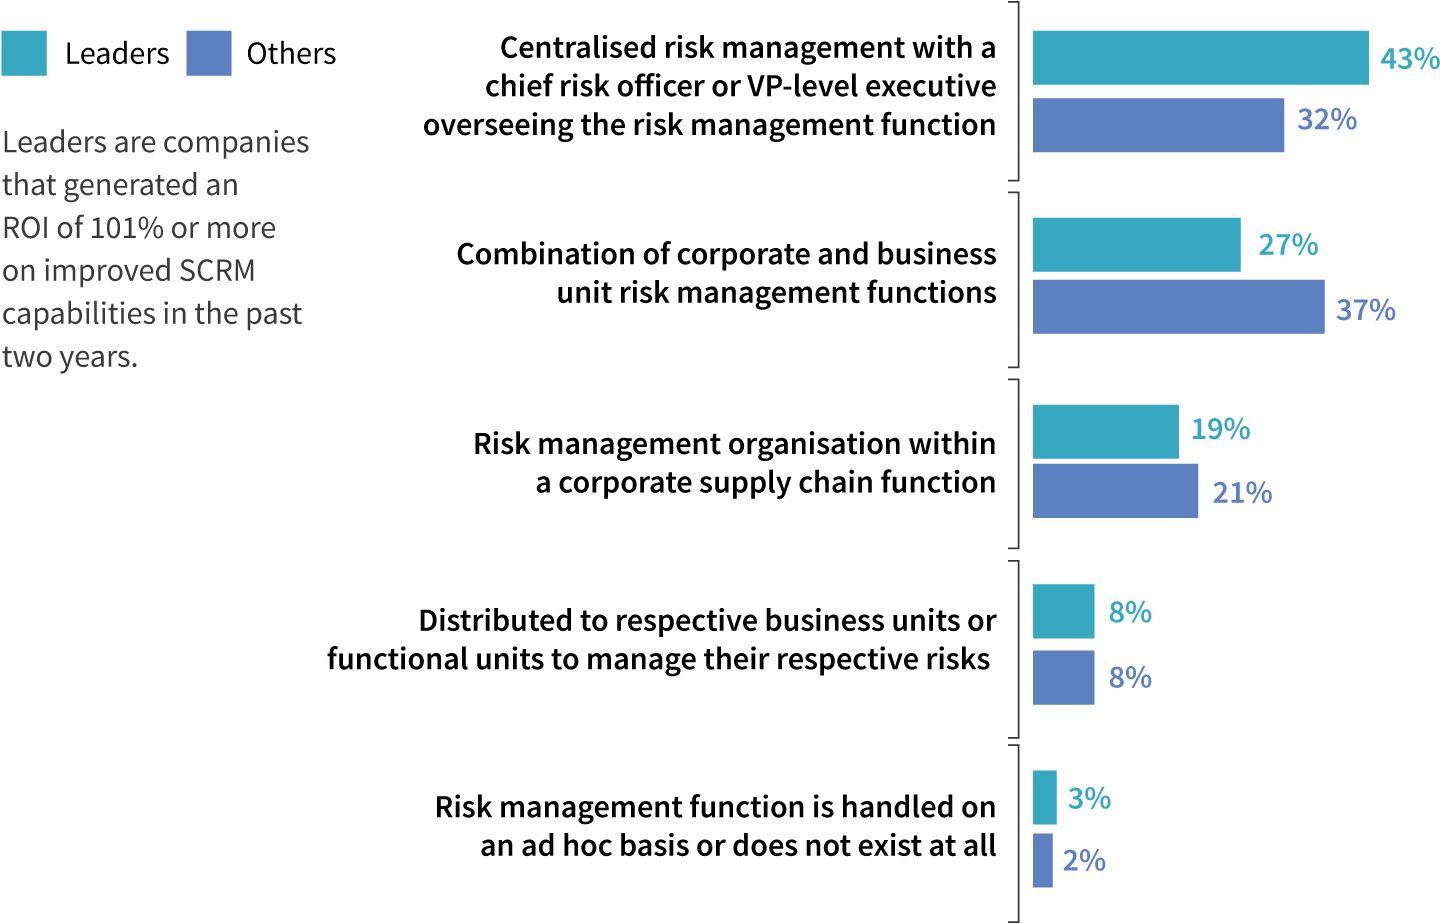 Leaders
Others
Leaders are companies
that generated an
ROI of 101% or more
on improved SCRM
capabilities in the past
two years.
Centralised risk management with a
chief risk officer or VP-level executive
overseeing the risk management function
43%
32%
Combination of corporate and business
unit risk management functions
27%
37%
Risk management organisation within
a corporate supply chain function
19%
21%
Distributed to respective business units or
functional units to manage their respective risks
8%
8%
Risk management function is handled on
an ad hoc basis or does not exist at all
3%
2%